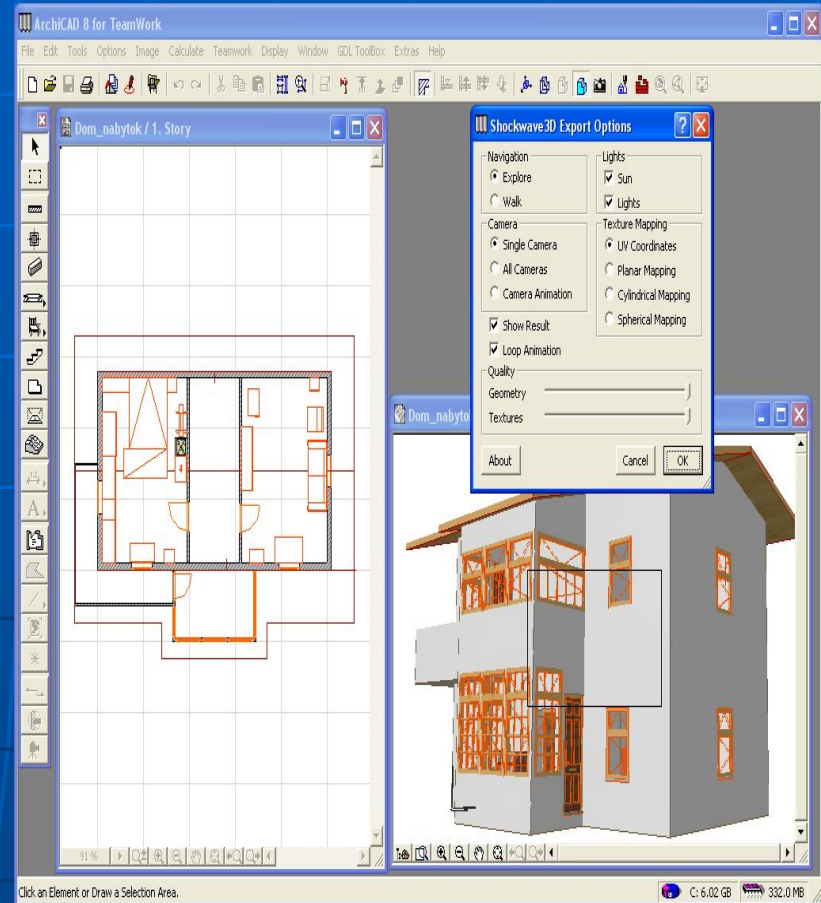 ArchiCAD 8 for TeamWork
File Edit Tools Options Image Calculate Teamwork Display Window GDL ToolBox Extras Help
Dom_nabytok / 1. Story
Shockwave3D Export Options
Navigation
Explore
Walk
Lights
Sun
Lights
Camera
Single Camera
All Cameras
Camera Animation
Texture Mapping
UV Coordinates
Planar Mapping
Cylindrical Mapping
Spherical Mapping
Show Result
Loop Animation
Quality
Geometry
Textures
About Cancel OK
Dom_nabyto
91 %
Click an Element or Draw a Selection Area.
C: 6.02 GB 332.0 MB